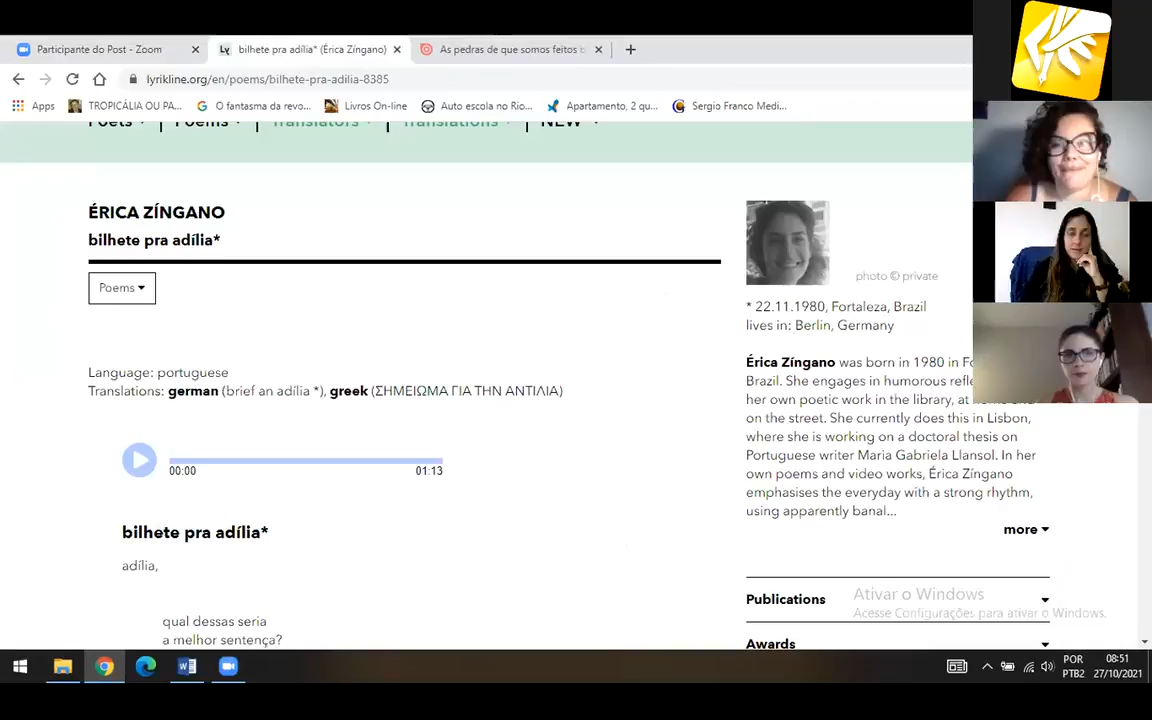 Participante do Post - Zoom
bilhete pra adília* (Érica Zíngano)
As pedras de que somos feitos b
lyrikline.org/en/poems/bilhete-pra-adilia-8385
Apps
TROPICÁLIA OU PA...
O fantasma da revo...
Livros On-line
Auto escola no Rio...
Apartamento, 2 qu...
Sergio Franco Medi...
Poets
Poems
Translators
Translations
NEW
ÉRICA ZÍNGANO
bilhete pra adília*
Poems
Language: portuguese
Translations: german (brief an adília *), greek (ΣΗΜΕΙΩΜΑ ΓΙΑ ΤΗΝ ΑΝΤΙΛΙΑ)
00:00
01:13
bilhete pra adília*
adília,
qual dessas seria
a melhor sentença?
photo © private
* 22.11.1980, Fortaleza, Brazil
lives in: Berlin, Germany
Érica Zíngano was born in 1980 in Fo
Brazil. She engages in humorous refle
her own poetic work in the library, at
on the street. She currently does this in Lisbon,
where she is working on a doctoral thesis on
Portuguese writer Maria Gabriela Llansol. In her
own poems and video works, Érica Zíngano
emphasises the everyday with a strong rhythm,
using apparently banal...
more
Publications
Ativar o Windows
Acesse Configurações para ativar o Windows.
Awards
POR
PTB2
08:51
27/10/2021